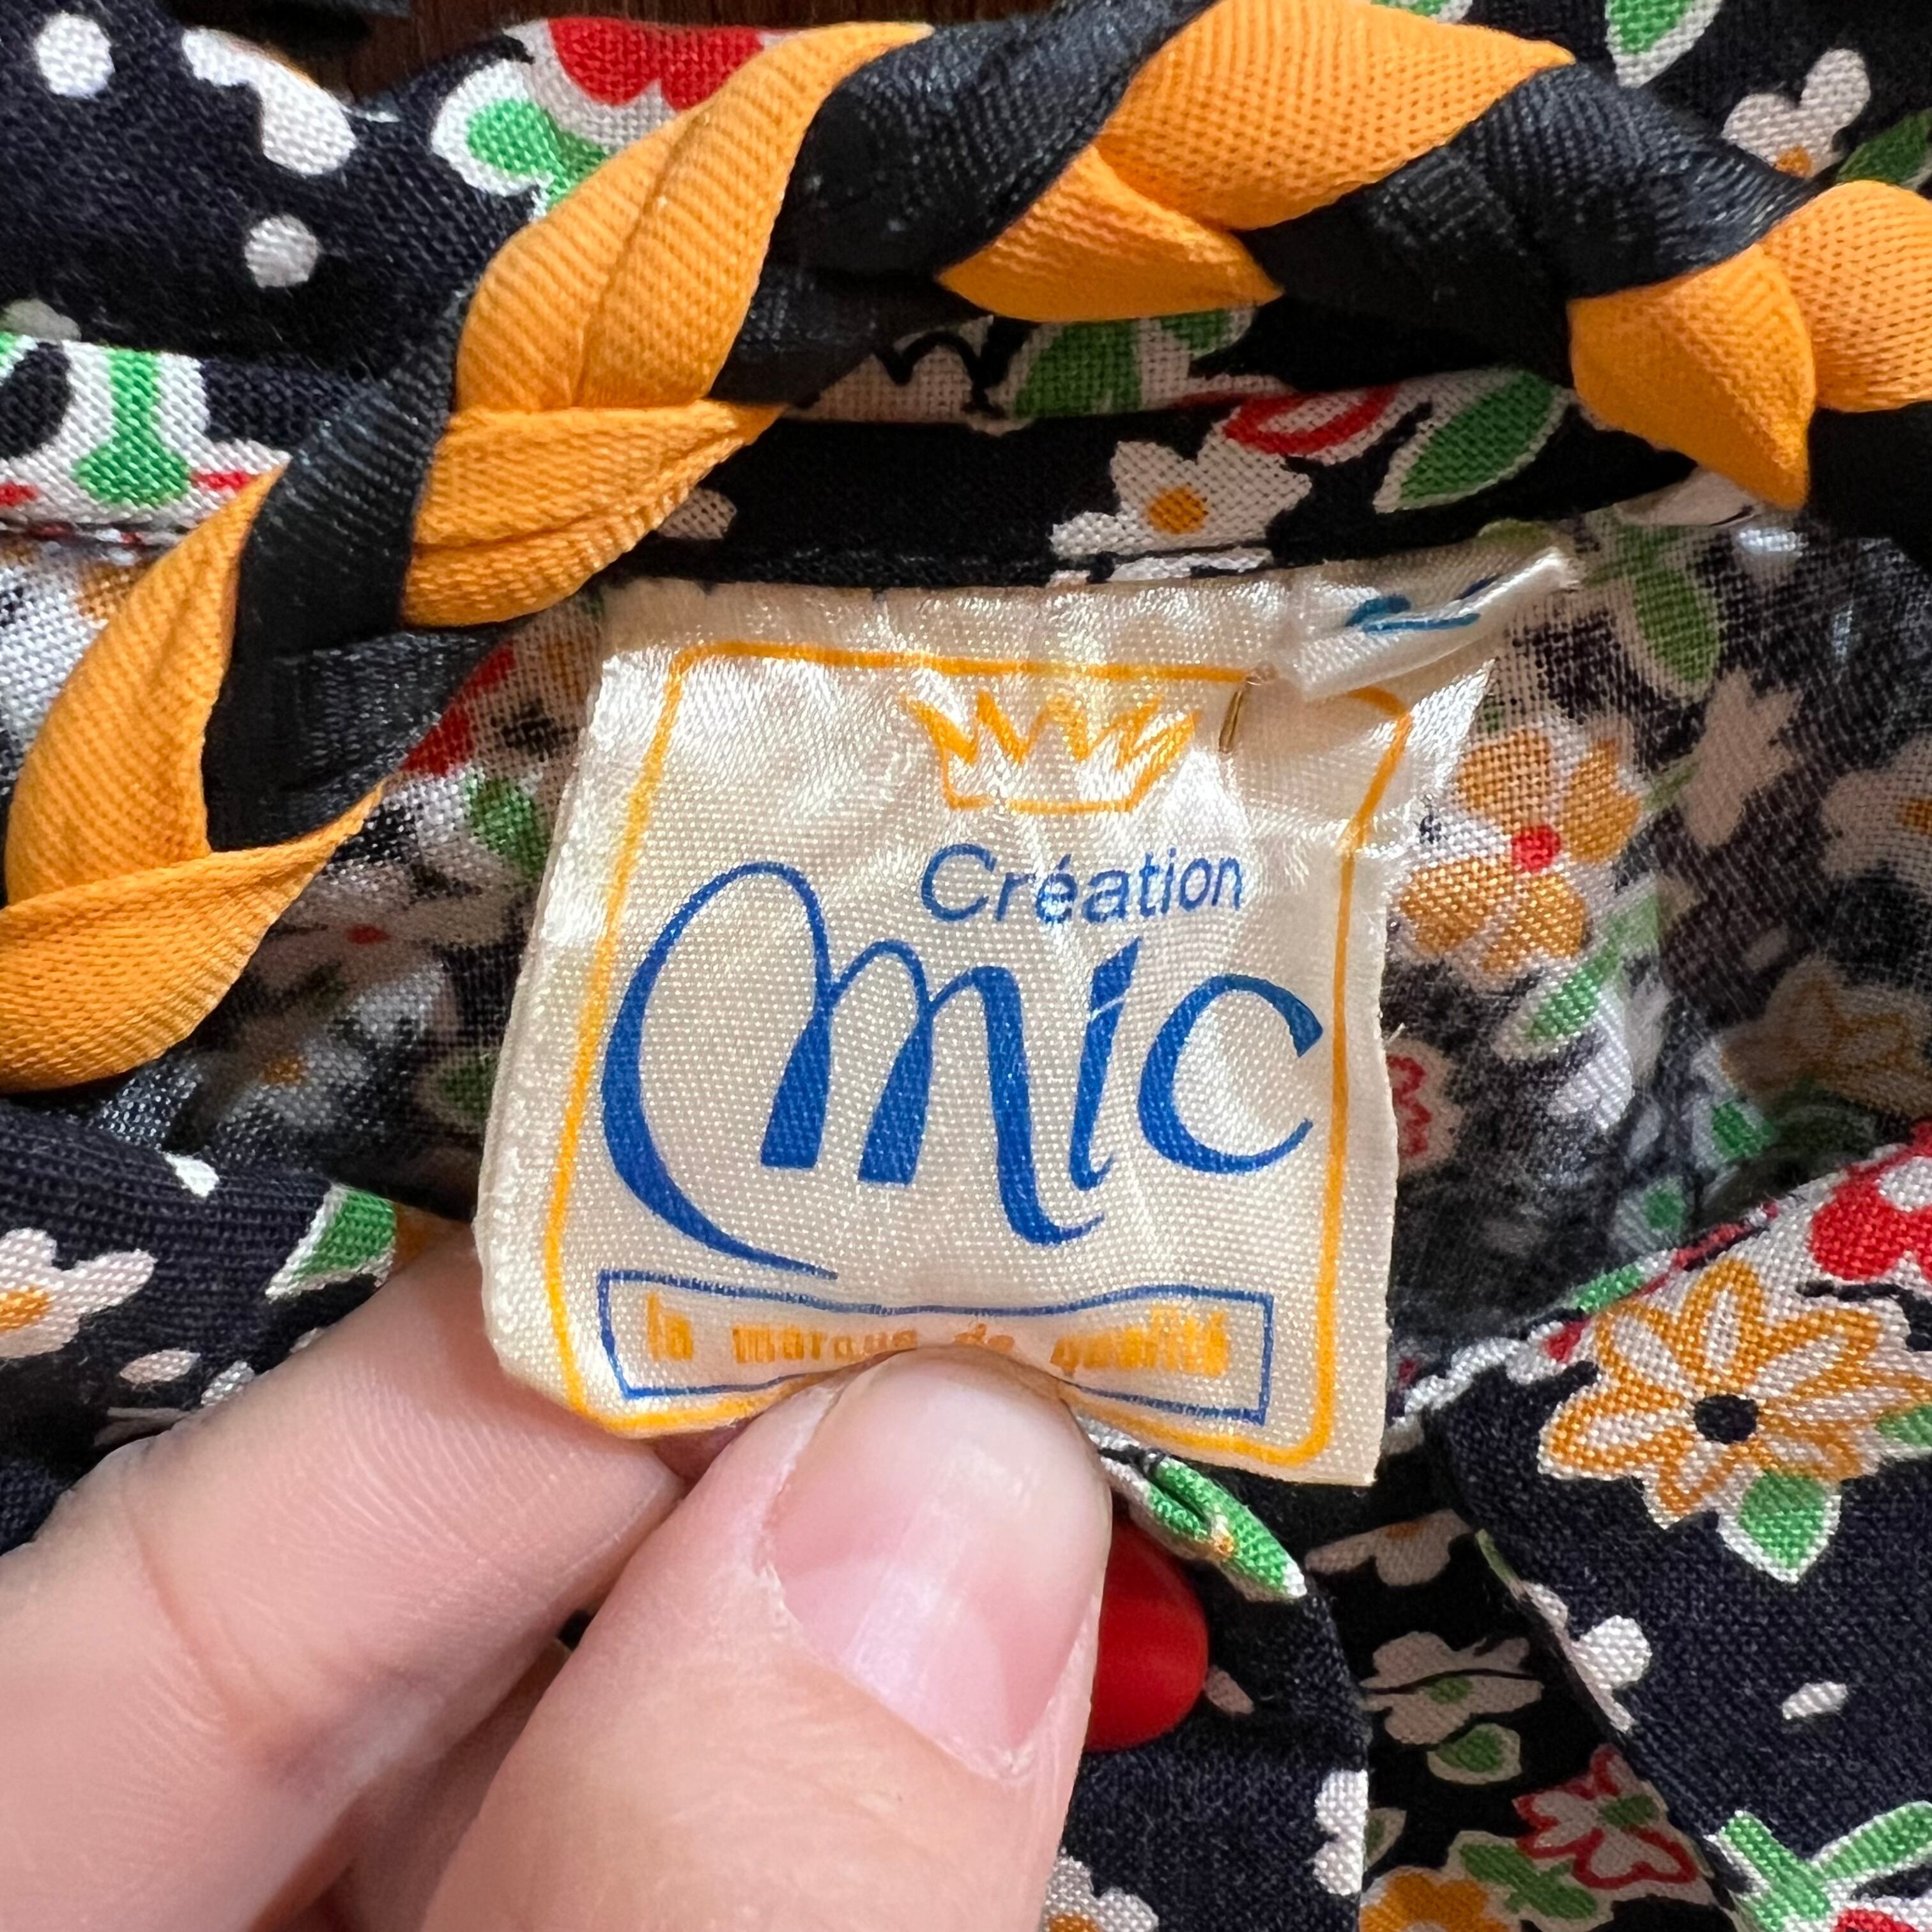 Création
Mic
la marque de qualité